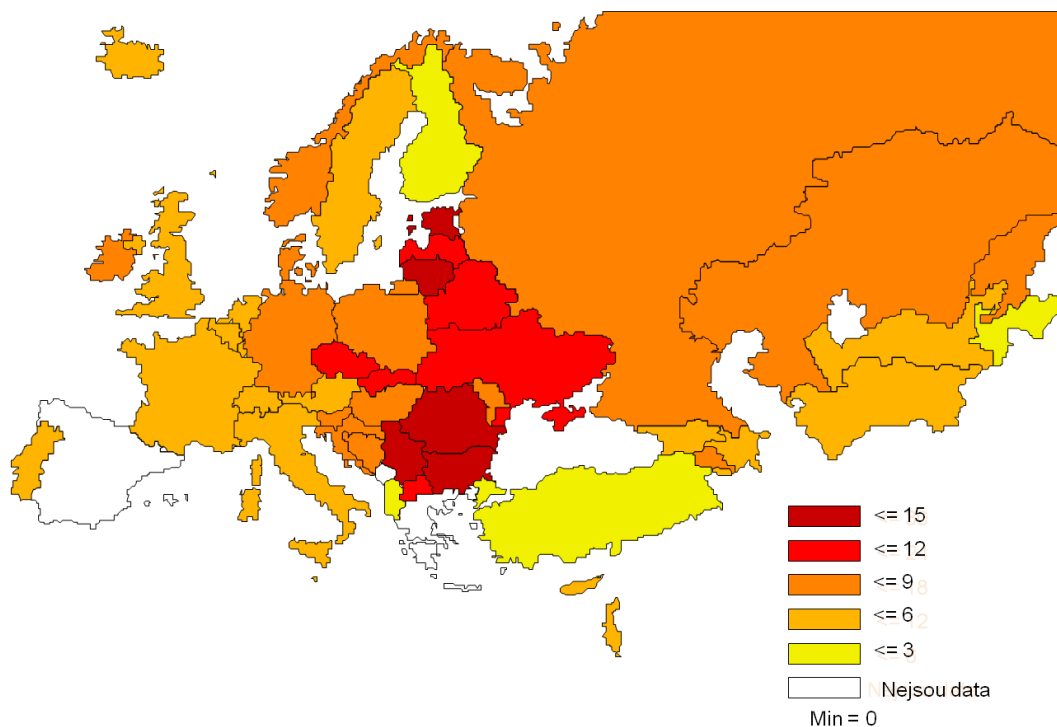 <= 15
<= 12
<= 9
<= 6
<= 3
Nejsou data
Min = 0